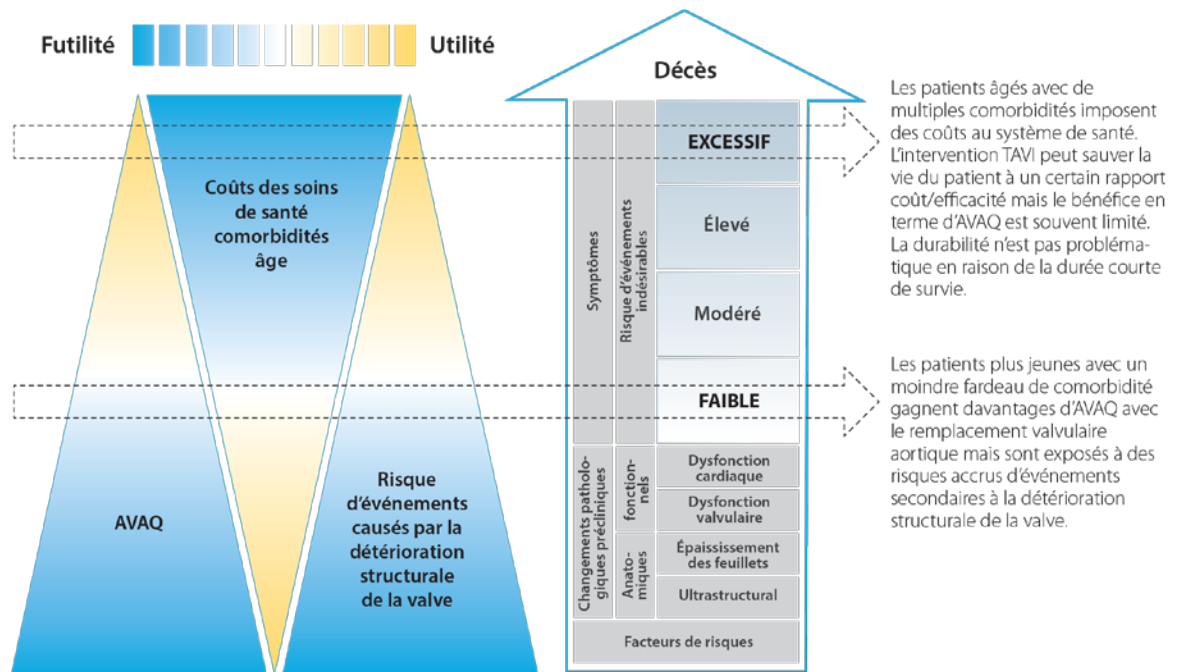 Futilité
Utilité
Coûts des soins
de santé
comorbidités
âge
AVAQ
Risque
d'événements
causés par la
détérioration
structurale
de la valve
Décès
Symptômes
Risque d'événements
indésirables
EXCESSIF
Élevé
Modéré
FAIBLE
Changements patholo-
giques précliniques
fonction-
nels
Anato-
miques
Dysfonction
cardiaque
Dysfonction
valvulaire
Épaississement
des feuillets
Ultrastructural
Facteurs de risques
Les patients âgés avec de
multiples comorbidités imposent
des coûts au système de santé.
L'intervention TAVI peut sauver la
vie du patient à un certain rapport
coût/efficacité mais le bénéfice en
terme d'AVAQ est souvent limité.
La durabilité n'est pas probléma-
tique en raison de la durée courte
de survie.
Les patients plus jeunes avec un
moindre fardeau de comorbidité
gagnent davantages d'AVAQ avec
le remplacement valvulaire
aortique mais sont exposés à des
risques accrus d'événements
secondaires à la détérioration
structurale de la valve.